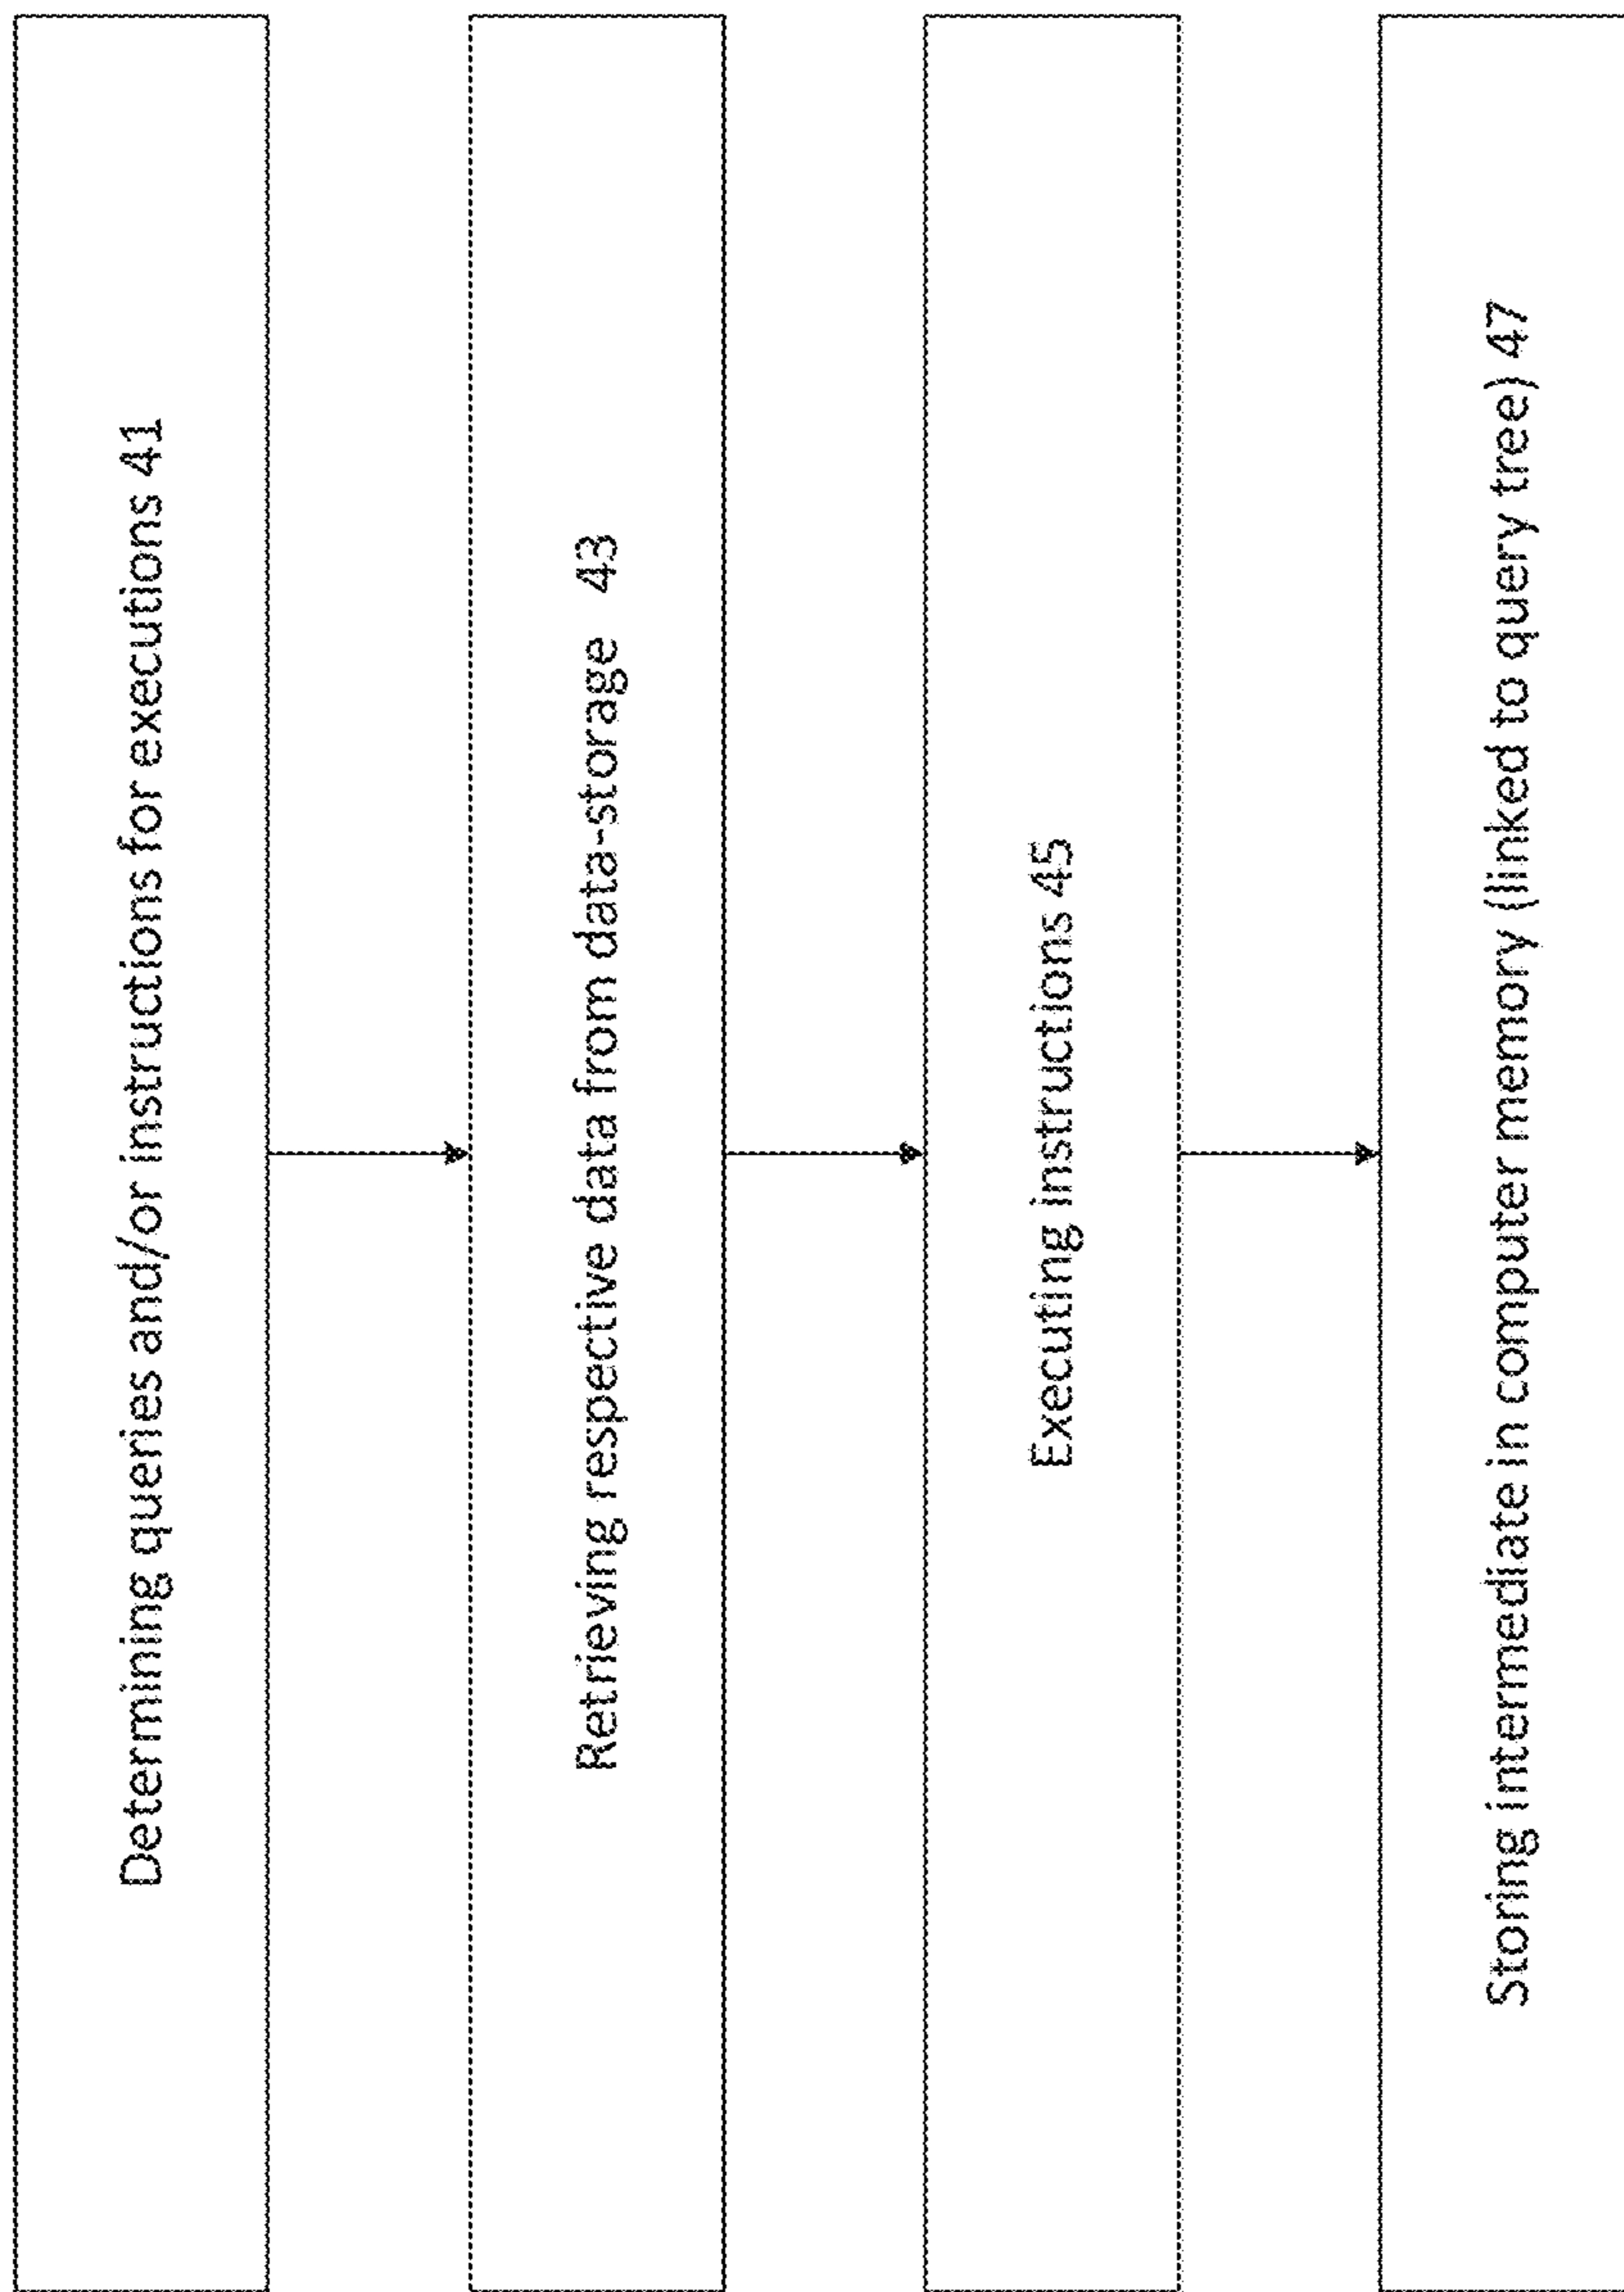 Determining queries and/or instructions for executions 41
Retrieving respective data from data-storage 43
Executing instructions 45
Storing intermediate in computer memory (linked to query tree) 47